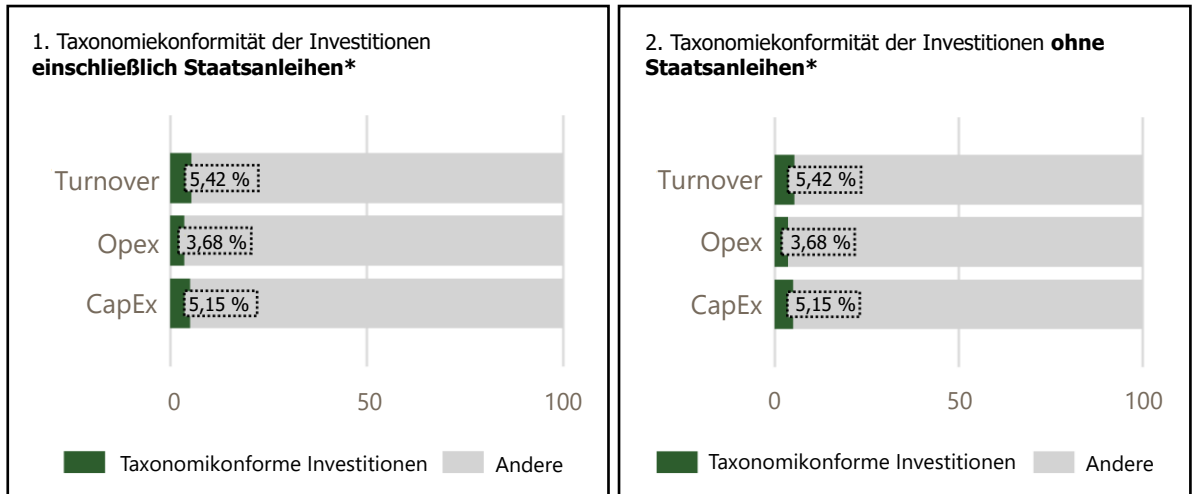 1. Taxonomiekonformität der Investitionen
einschließlich Staatsanleihen*
Turnover
5,42 %
Opex
3,68 %
CapEx
5,15 %
0 50 100
Taxonomikonforme Investitionen Andere
2. Taxonomiekonformität der Investitionen ohne
Staatsanleihen*
Turnover
5,42 %
Opex
3,68 %
CapEx
5,15 %
0 50 100
Taxonomikonforme Investitionen Andere